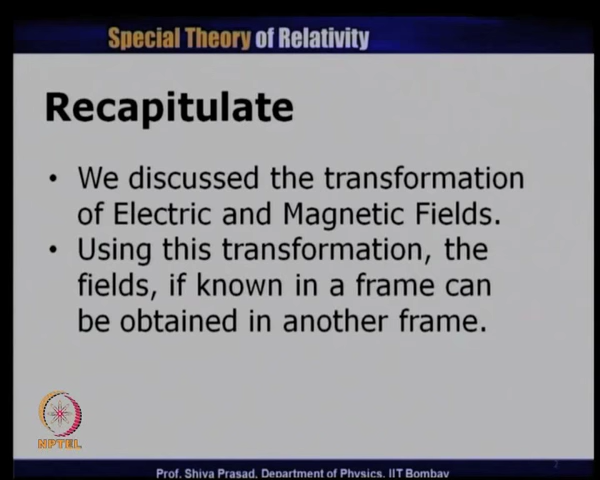 Special Theory of Relativity
Recapitulate
• We discussed the transformation
of Electric and Magnetic Fields.
• Using this transformation, the
fields, if known in a frame can
be obtained in another frame.
NPTEL
Prof. Shiva Prasad, Department of Physics, IIT Bombay
2